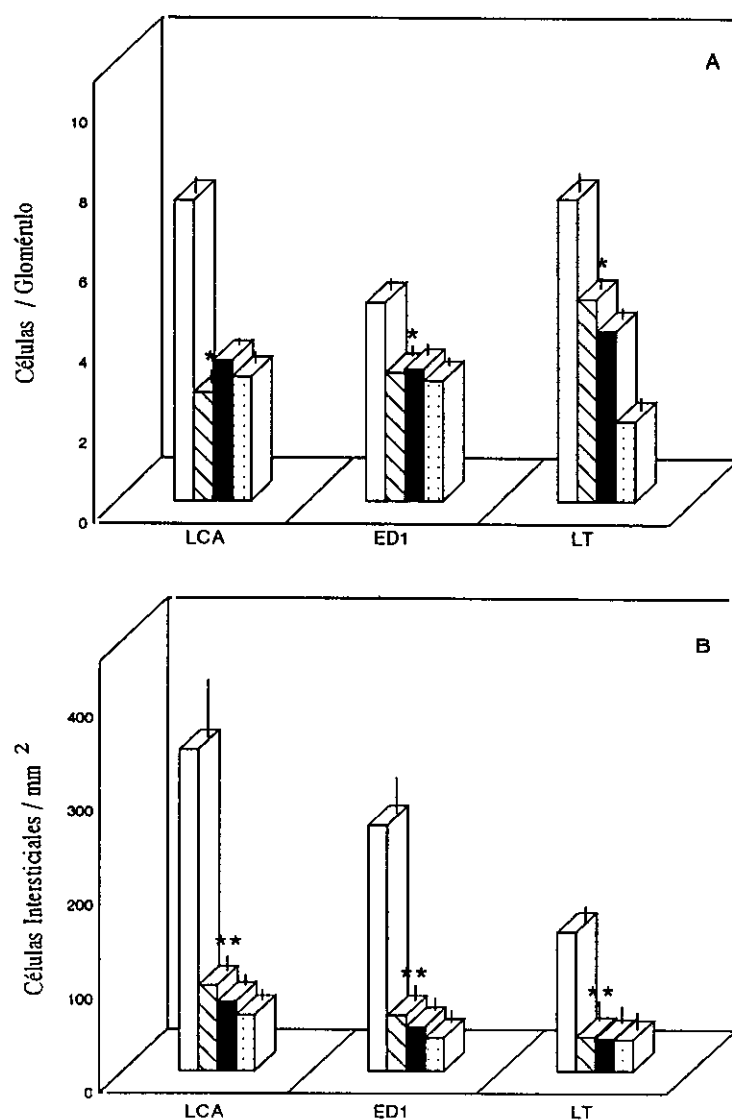 A
10
8
6
4
2
0
Células / Glomérulo
*
*
*
LCA
ED1
LT
B
400
300
200
100
0
Células Intersticiales / mm 2
**
**
**
LCA
ED1
LT